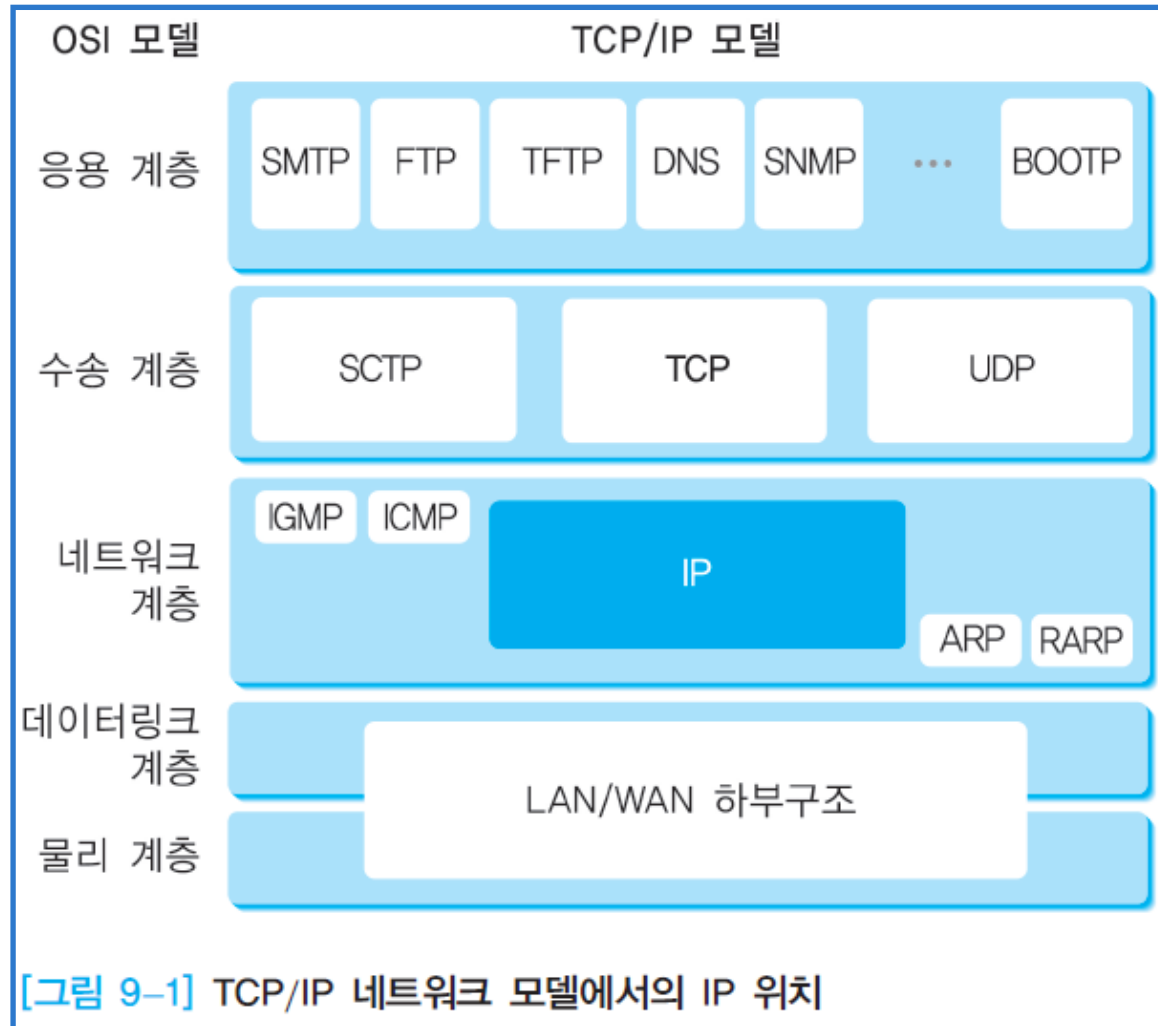 OSI 모델 TCP/IP 모델
응용 계층 SMTP FTP TFTP DNS SNMP ··· BOOTP
수송 계층 SCTP TCP UDP
IGMP ICMP
네트워크
계층
IP
ARP RARP
데이터링크
계층
LAN/WAN 하부구조
물리 계층
[그림 9-1] TCP/IP 네트워크 모델에서의 IP 위치